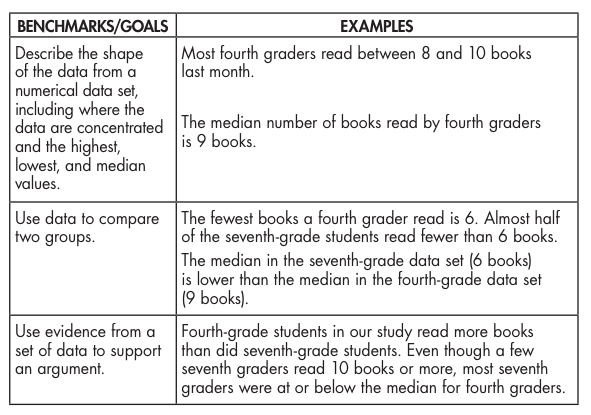 BENCHMARKS/GOALS
EXAMPLES
Describe the shape
of the data from a
numerical data set,
including where the
data are concentrated
and the highest,
lowest, and median
values.
Most fourth graders read between 8 and 10 books
last month.
The median number of books read by fourth graders
is 9 books.
Use data to compare
two groups.
The fewest books a fourth grader read is 6. Almost half
of the seventh-grade students read fewer than 6 books.
The median in the seventh-grade data set (6 books)
is lower than the median in the fourth-grade data set
(9 books).
Use evidence from a
set of data to support
an argument.
Fourth-grade students in our study read more books
than did seventh-grade students. Even though a few
seventh graders read 10 books or more, most seventh
graders were at or below the median for fourth graders.